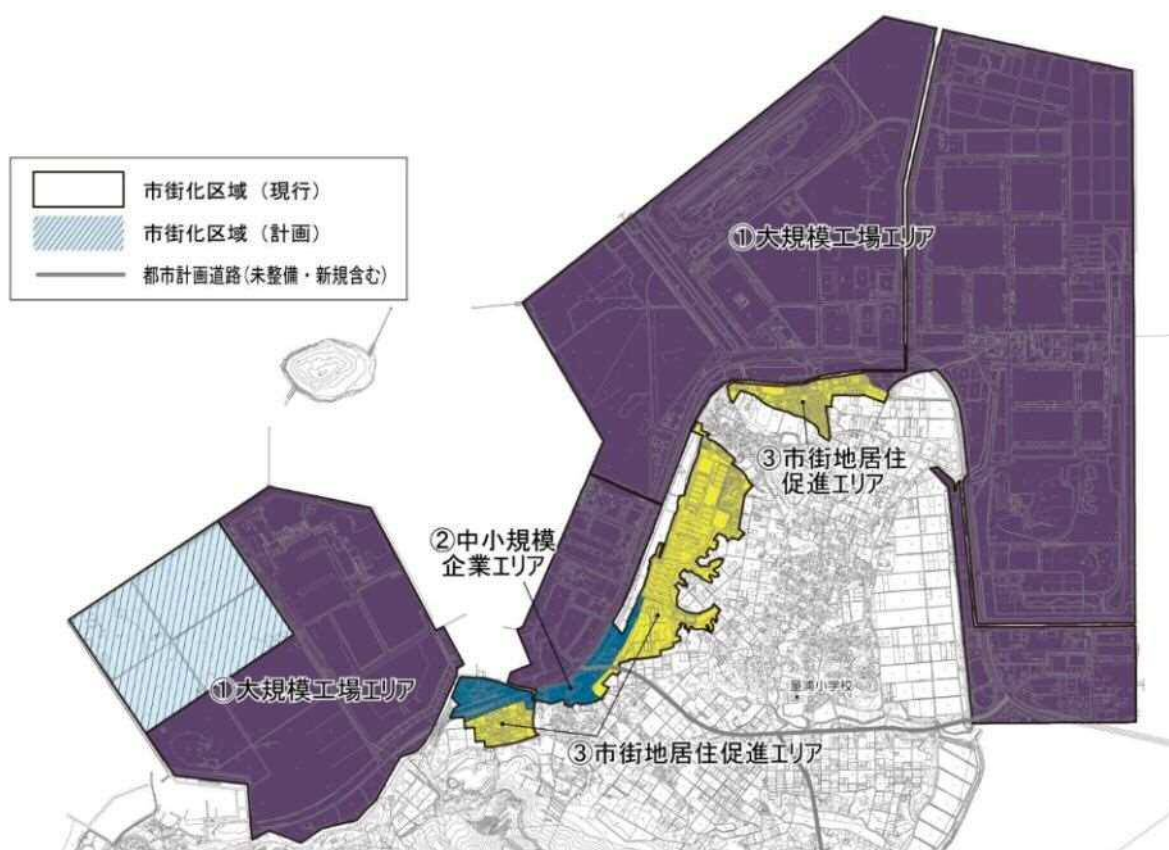 市街化区域（現行）
市街化区域（計画）
都市計画道路(未整備・新規含む)
①大規模工場エリア
③市街地居住
促進エリア
②中小規模
企業エリア
①大規模工場エリア
③市街地居住促進エリア